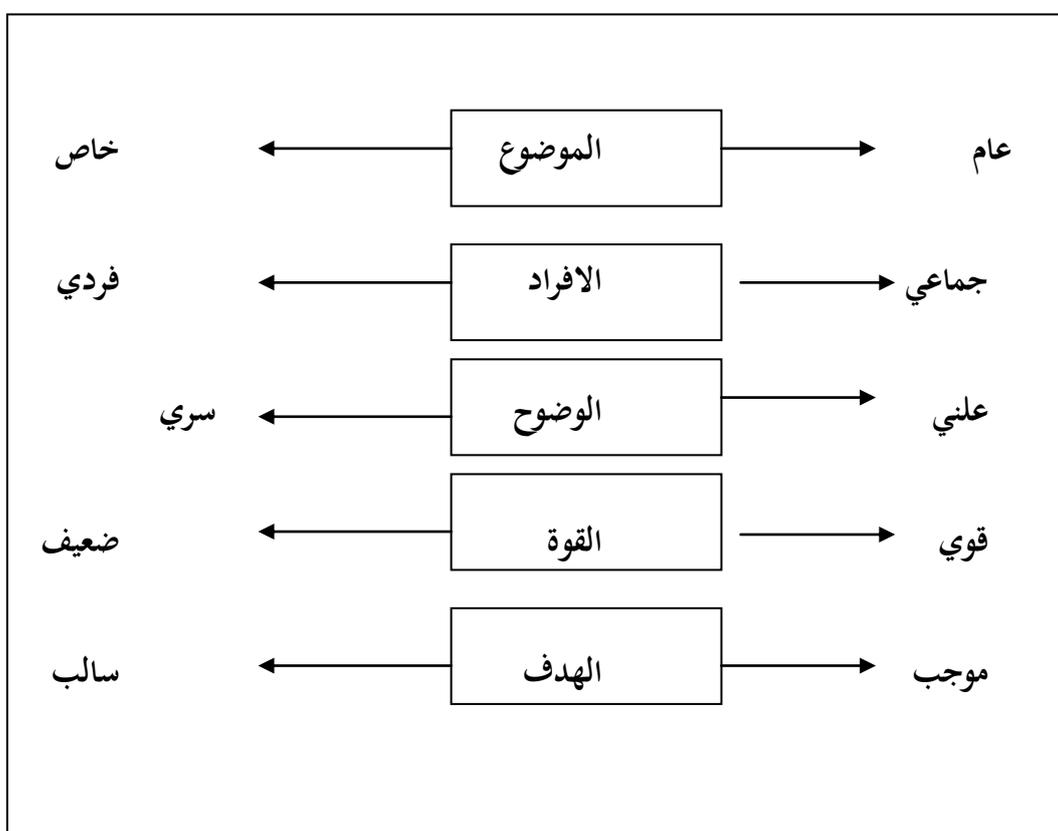 عام الموضوع خاص
جماعي الافراد فردي
علني الوضوح سري
قوي القوة ضعيف
موجب الهدف سالب